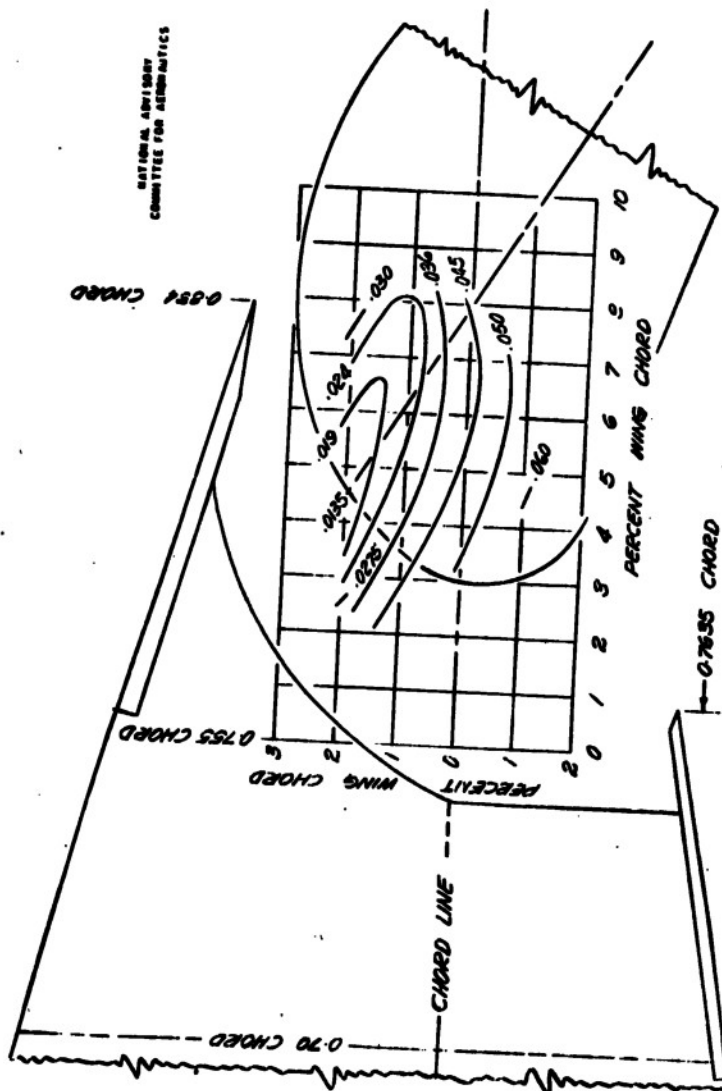 NATIONAL ADVISORY
COMMITTEE FOR AERONAUTICS
0.854 CHORD
0.755 CHORD
0.70 CHORD
CHORD LINE
0.7635 CHORD
PERCENT WING CHORD
3
2
1
0
1
2
PERCENT WING CHORD
0 1 2 3 4 5 6 7 8 9 10
.0135
.019
.024
.030
.0275
.036
.045
.050
.060